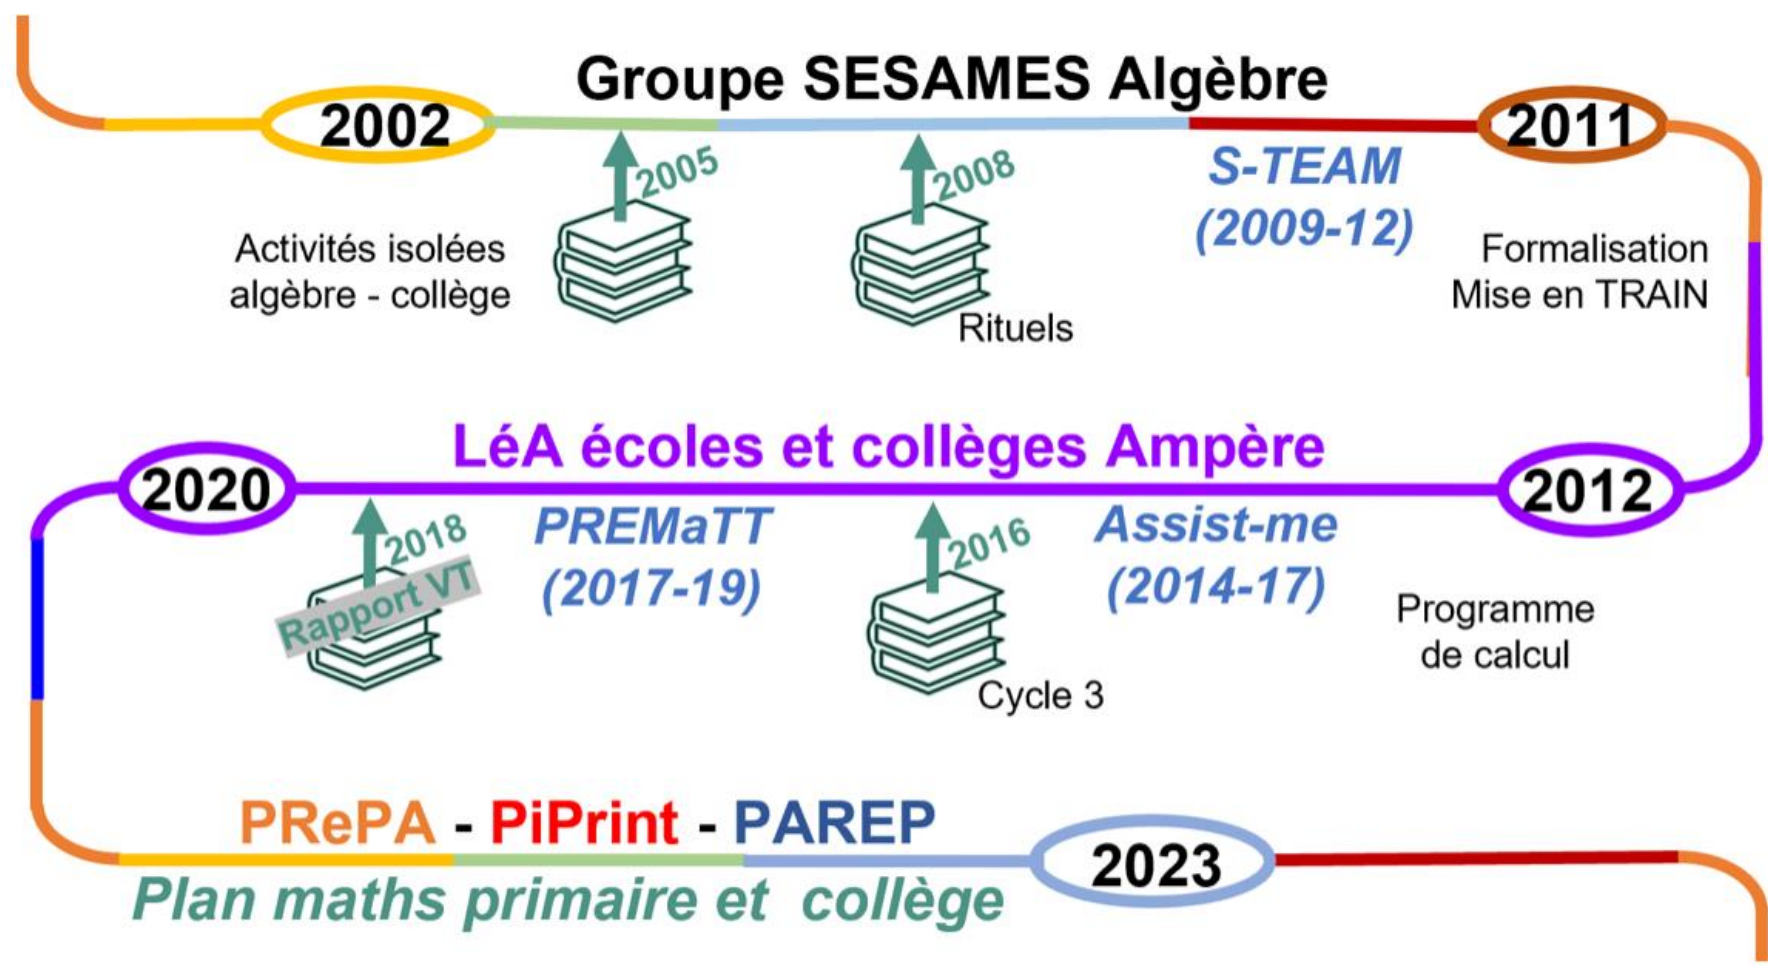 Groupe SESAMES Algèbre
2002
2011
2005
2008
S-TEAM
(2009-12)
Activités isolées
algèbre - collège
Rituels
Formalisation
Mise en TRAIN
LéA écoles et collèges Ampère
2020
2012
2018
Rapport VT
PREMaTT
(2017-19)
2016
Cycle 3
Assist-me
(2014-17)
Programme
de calcul
PRePA - PiPrint - PAREP
2023
Plan maths primaire et collège